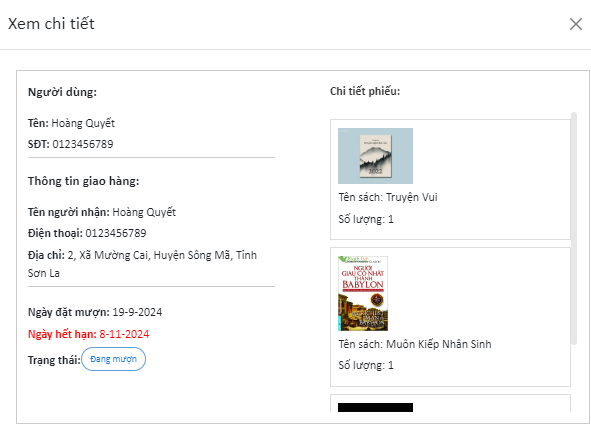 Xem chi tiết
Người dùng:
Tên: Hoàng Quyết
SĐT: 0123456789
Thông tin giao hàng:
Tên người nhận: Hoàng Quyết
Điện thoại: 0123456789
Địa chỉ: 2, Xã Mường Cai, Huyện Sông Mã, Tỉnh
Sơn La
Ngày đặt mượn: 19-9-2024
Ngày hết hạn: 8-11-2024
Trạng thái: Đang mượn
Chi tiết phiếu:
2022
Tên sách: Truyện Vui
Số lượng: 1
NGƯỜI
GIÀU CÓ NHẤT
THÀNH
BABYLON
Tên sách: Muôn Kiếp Nhân Sinh
Số lượng: 1